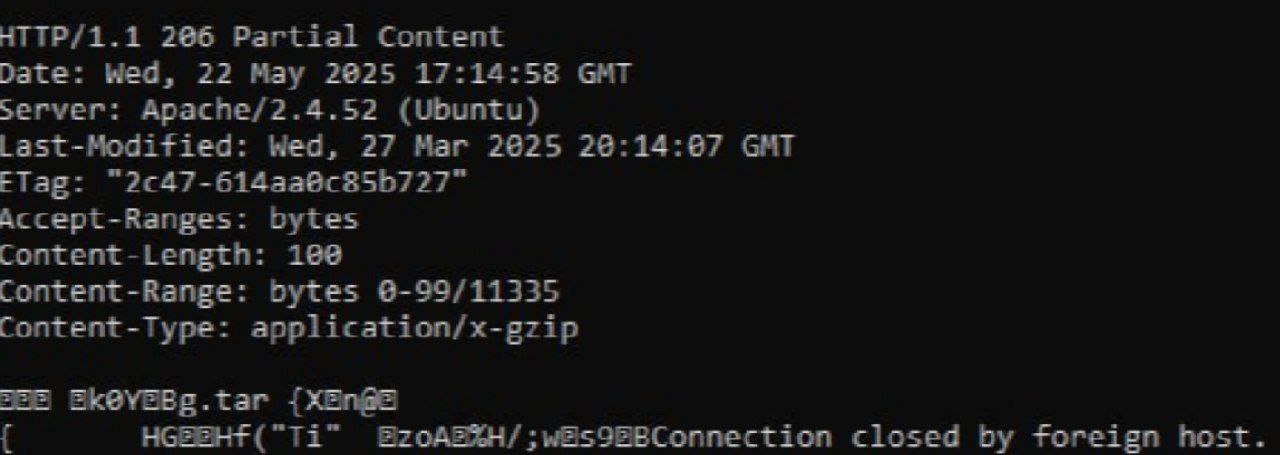 HTTP/1.1 206 Partial Content
Date: Wed, 22 May 2025 17:14:58 GMT
Server: Apache/2.4.52 (Ubuntu)
Last-Modified: Wed, 27 Mar 2025 20:14:07 GMT
ETag: "2c47-614aa0c85b727"
Accept-Ranges: bytes
Content-Length: 100
Content-Range: bytes 0-99/11335
Content-Type: application/x-gzip
⍰⍰⍰ ⍰k0Y⍰Bg.tar {X⍰n@⍰
{ HG⍰⍰Hf("Ti" ⍰zoA⍰%H/;w⍰s9⍰BConnection closed by foreign host.